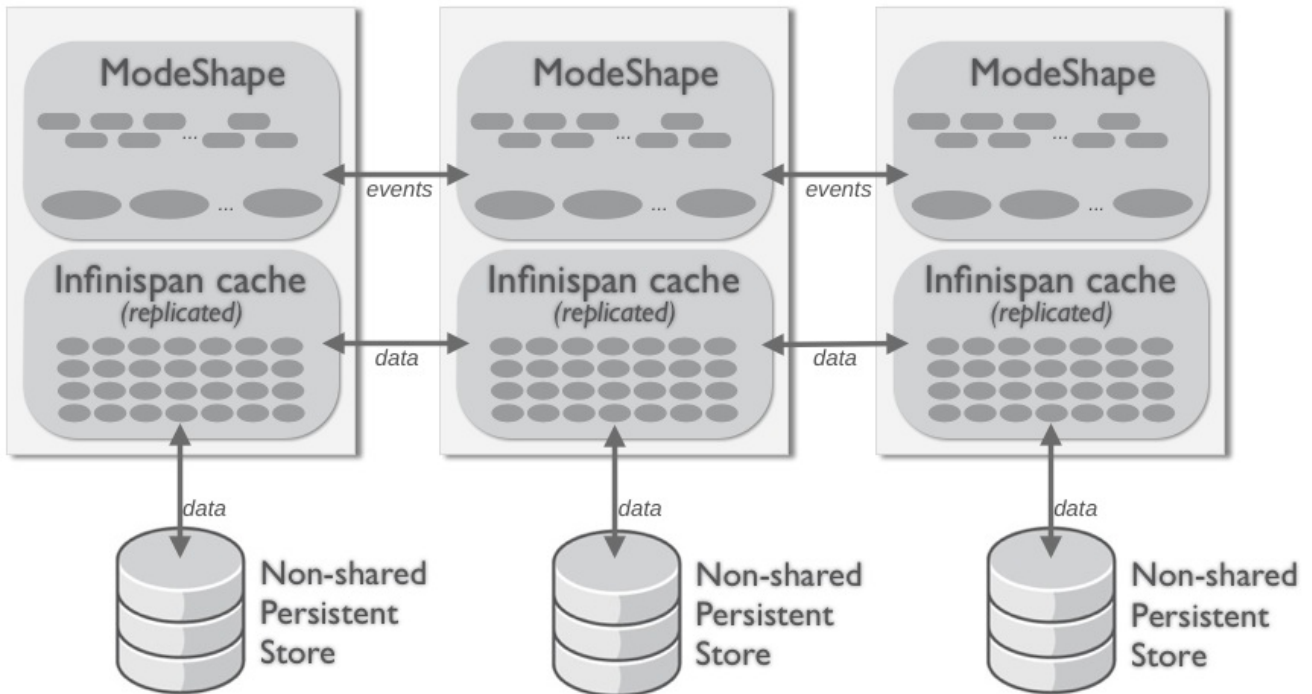 ModeShape
ModeShape
ModeShape
...
...
...
events
events
...
...
...
Infinispan cache
(replicated)
Infinispan cache
(replicated)
Infinispan cache
(replicated)
data
data
data
data
data
Non-shared
Persistent
Store
Non-shared
Persistent
Store
Non-shared
Persistent
Store